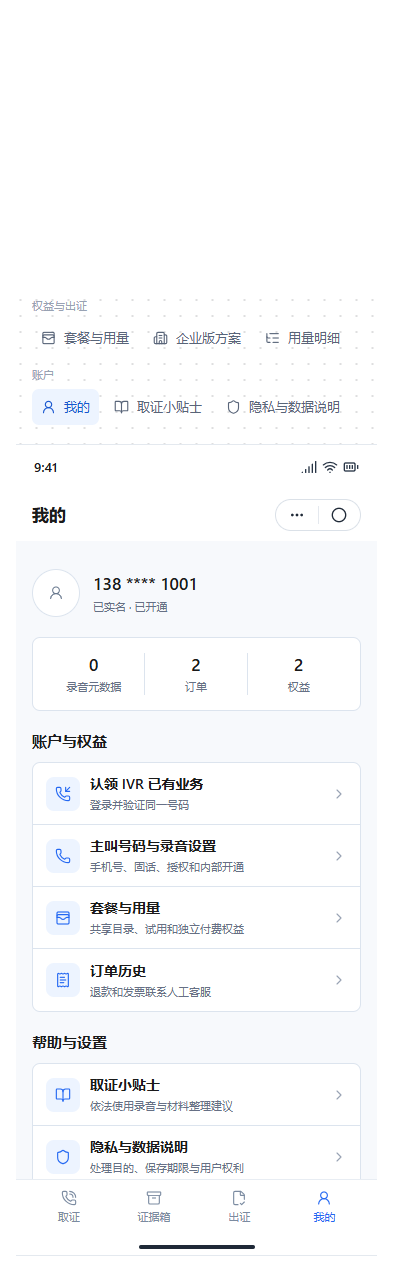 权益与出证
套餐与用量 企业版方案 用量明细
账户
我的 取证小贴士 隐私与数据说明
9:41
我的
138 **** 1001
已实名 · 已开通
0 2 2
录音元数据 订单 权益
账户与权益
认领 IVR 已有业务
登录并验证同一号码
主叫号码与录音设置
手机号、固话、授权和内部开通
套餐与用量
共享目录、试用和独立付费权益
订单历史
退款和发票联系人工客服
帮助与设置
取证小贴士
依法使用录音与材料整理建议
隐私与数据说明
处理目的、保存期限与用户权利
取证 证据箱 出证 我的